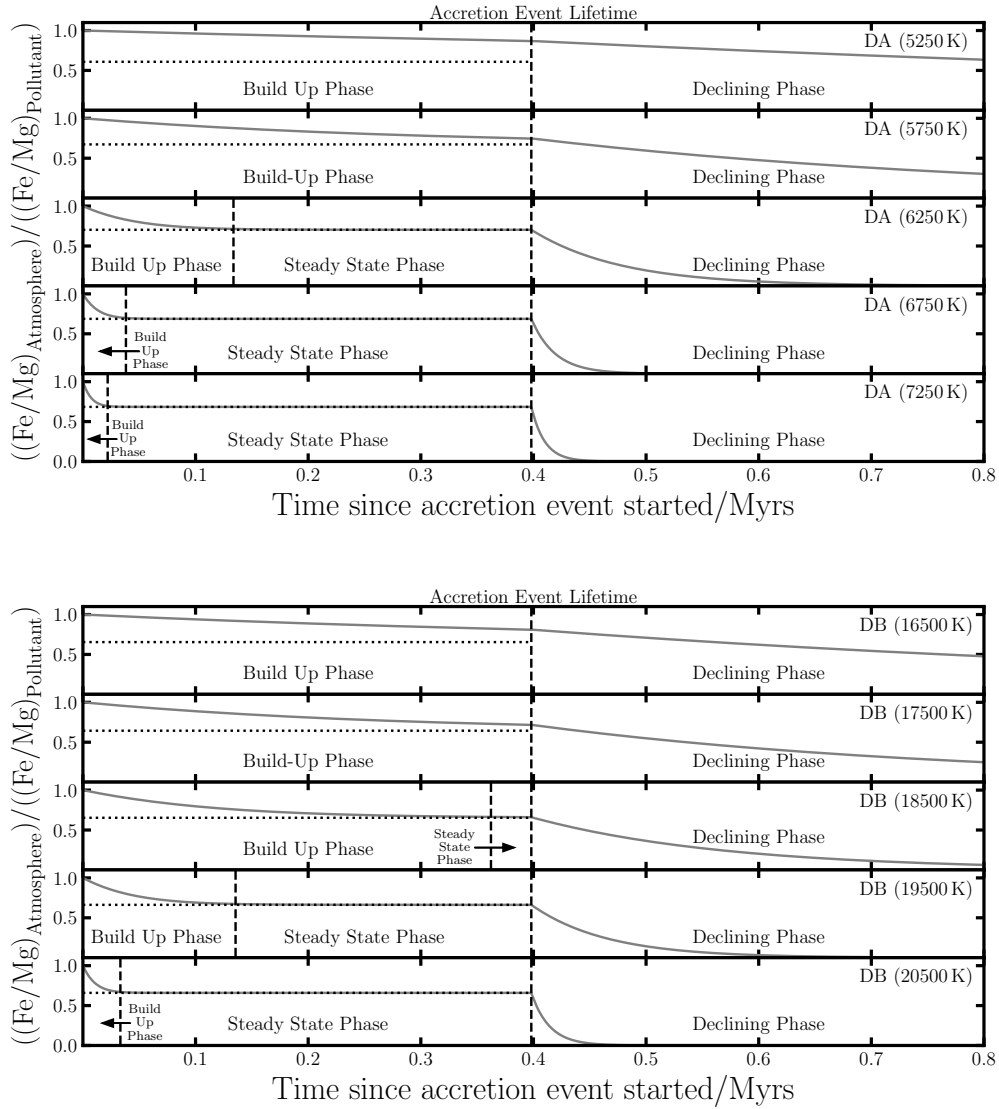 Accretion Event Lifetime
((Fe/Mg)Atmosphere)/((Fe/Mg)Pollutant)
1.0
0.5
DA (5250 K)
Build Up Phase
Declining Phase
1.0
0.5
DA (5750 K)
Build-Up Phase
Declining Phase
1.0
0.5
DA (6250 K)
Build Up Phase
Steady State Phase
Declining Phase
1.0
0.5
DA (6750 K)
Build
Up
Phase
Steady State Phase
Declining Phase
1.0
0.5
0.0
DA (7250 K)
Build
Up
Phase
Steady State Phase
Declining Phase
0.1 0.2 0.3 0.4 0.5 0.6 0.7 0.8
Time since accretion event started/Myrs
Accretion Event Lifetime
((Fe/Mg)Atmosphere)/((Fe/Mg)Pollutant)
1.0
0.5
DB (16500 K)
Build Up Phase
Declining Phase
1.0
0.5
DB (17500 K)
Build-Up Phase
Declining Phase
1.0
0.5
DB (18500 K)
Build Up Phase
Steady
State
Phase
Declining Phase
1.0
0.5
DB (19500 K)
Build Up Phase
Steady State Phase
Declining Phase
1.0
0.5
0.0
DB (20500 K)
Build
Up
Phase
Steady State Phase
Declining Phase
0.1 0.2 0.3 0.4 0.5 0.6 0.7 0.8
Time since accretion event started/Myrs